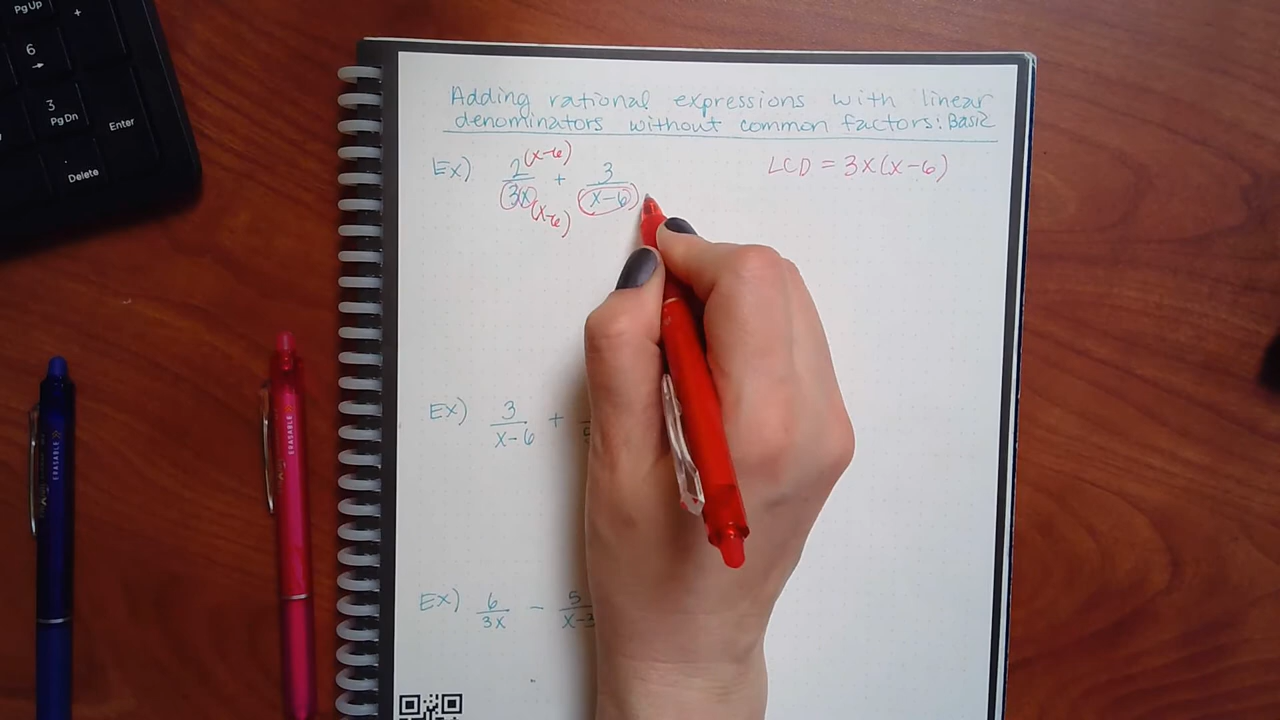 PgUp
+
6
→
3
PgDn
Enter
Delete
Adding rational expressions with linear
denominators without common factors: Basic
Ex) 2(x-6)/3x(x-6) + 3/(x-6)
LCD = 3x(x-6)
Ex) 3/x-6 +
Ex) 6/3x - 5/x-3
ERASABLE
ERASABLE